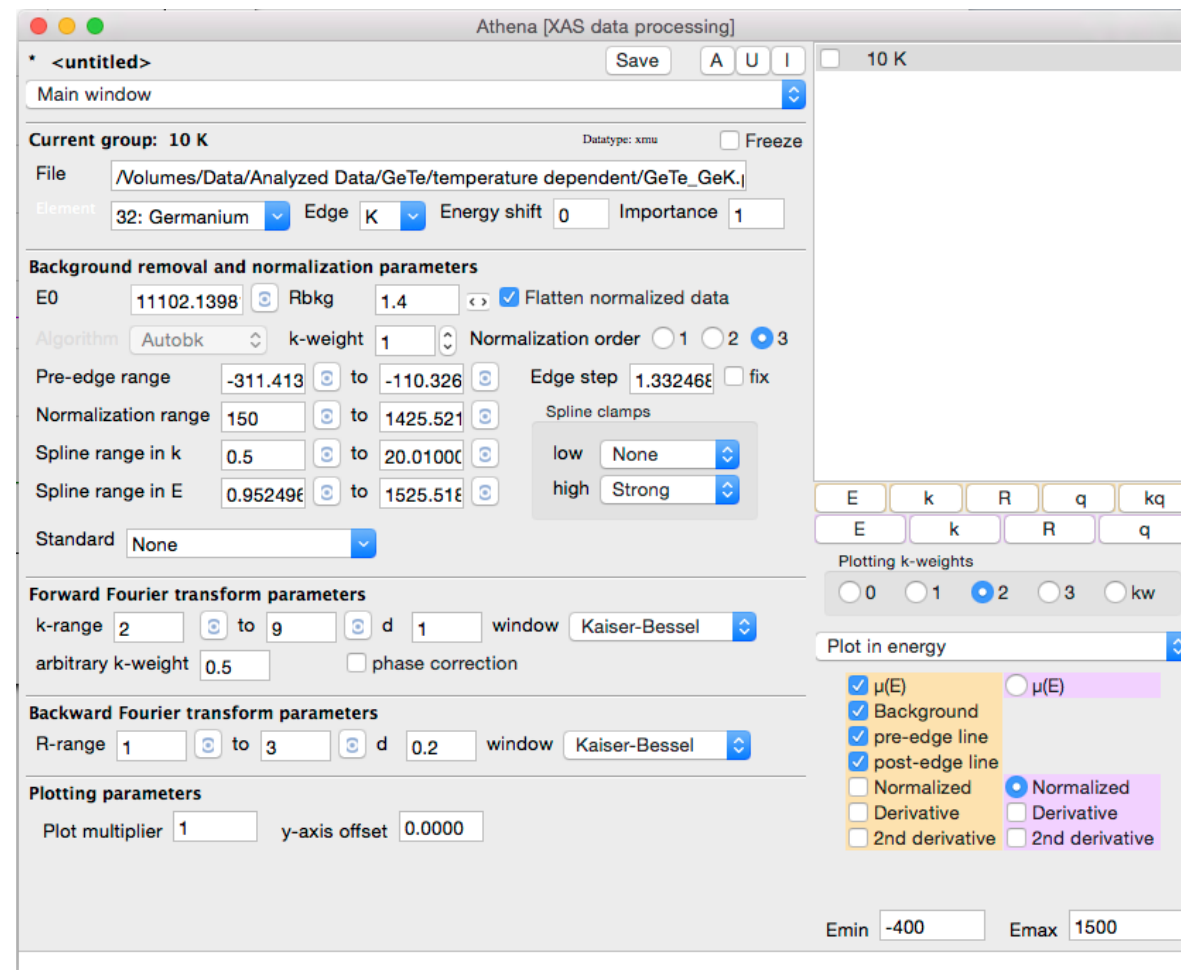 Athena [XAS data processing]
* <untitled> Save A U I
Main window
Current group: 10 K Datatype: xmu Freeze
File /Volumes/Data/Analyzed Data/GeTe/temperature dependent/GeTe_GeK.
Element 32: Germanium Edge K Energy shift 0 Importance 1
Background removal and normalization parameters
E0 11102.1398 Rbkg 1.4 <> Flatten normalized data
Algorithm Autobk k-weight 1 Normalization order 1 2 3
Pre-edge range -311.413 to -110.326 Edge step 1.332468 fix
Normalization range 150 to 1425.521 Spline clamps
Spline range in k 0.5 to 20.0100 low None
Spline range in E 0.952496 to 1525.518 high Strong
Standard None
Forward Fourier transform parameters
k-range 2 to 9 d 1 window Kaiser-Bessel
arbitrary k-weight 0.5 phase correction
Backward Fourier transform parameters
R-range 1 to 3 d 0.2 window Kaiser-Bessel
Plotting parameters
Plot multiplier 1 y-axis offset 0.0000
10 K
E k R q kq
E k R q
Plotting k-weights
0 1 2 3 kw
Plot in energy
μ(E) μ(E)
Background
pre-edge line
post-edge line
Normalized Normalized
Derivative Derivative
2nd derivative 2nd derivative
Emin -400 Emax 1500